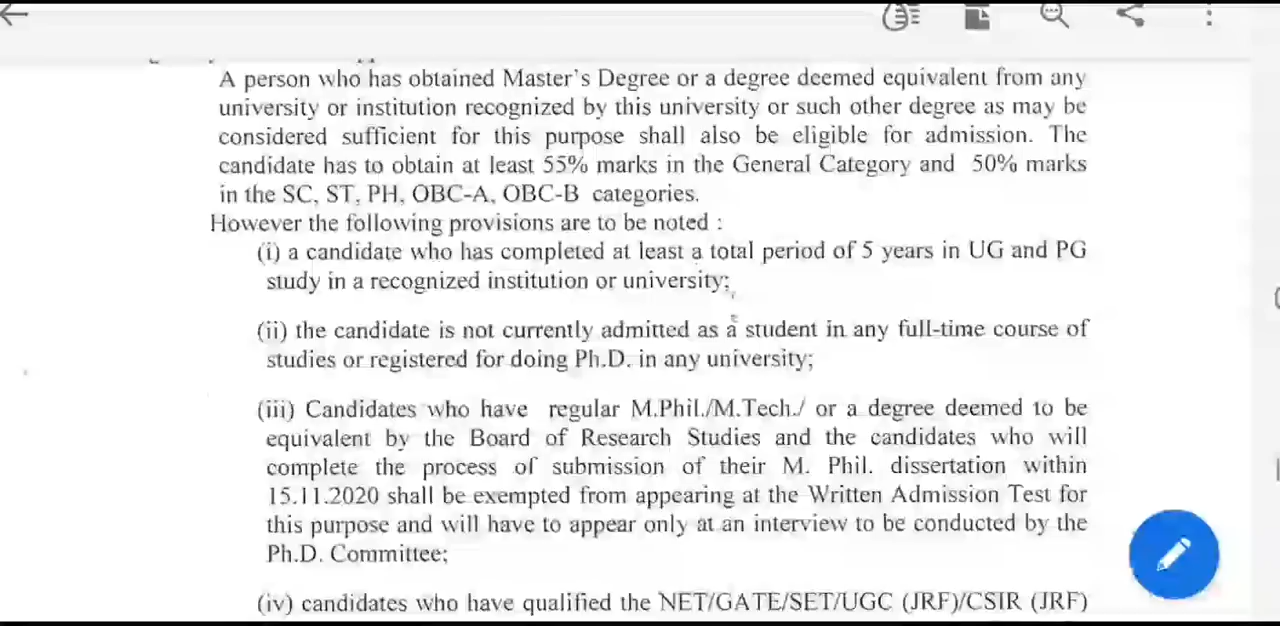 A person who has obtained Master's Degree or a degree deemed equivalent from any
university or institution recognized by this university or such other degree as may be
considered sufficient for this purpose shall also be eligible for admission. The
candidate has to obtain at least 55% marks in the General Category and 50% marks
in the SC, ST, PH, OBC-A, OBC-B categories.
However the following provisions are to be noted :
(i) a candidate who has completed at least a total period of 5 years in UG and PG
study in a recognized institution or university;
(ii) the candidate is not currently admitted as a student in any full-time course of
studies or registered for doing Ph.D. in any university;
(iii) Candidates who have regular M.Phil./M.Tech./ or a degree deemed to be
equivalent by the Board of Research Studies and the candidates who will
complete the process of submission of their M. Phil. dissertation within
15.11.2020 shall be exempted from appearing at the Written Admission Test for
this purpose and will have to appear only at an interview to be conducted by the
Ph.D. Committee;
(iv) candidates who have qualified the NET/GATE/SET/UGC (JRF)/CSIR (JRF)